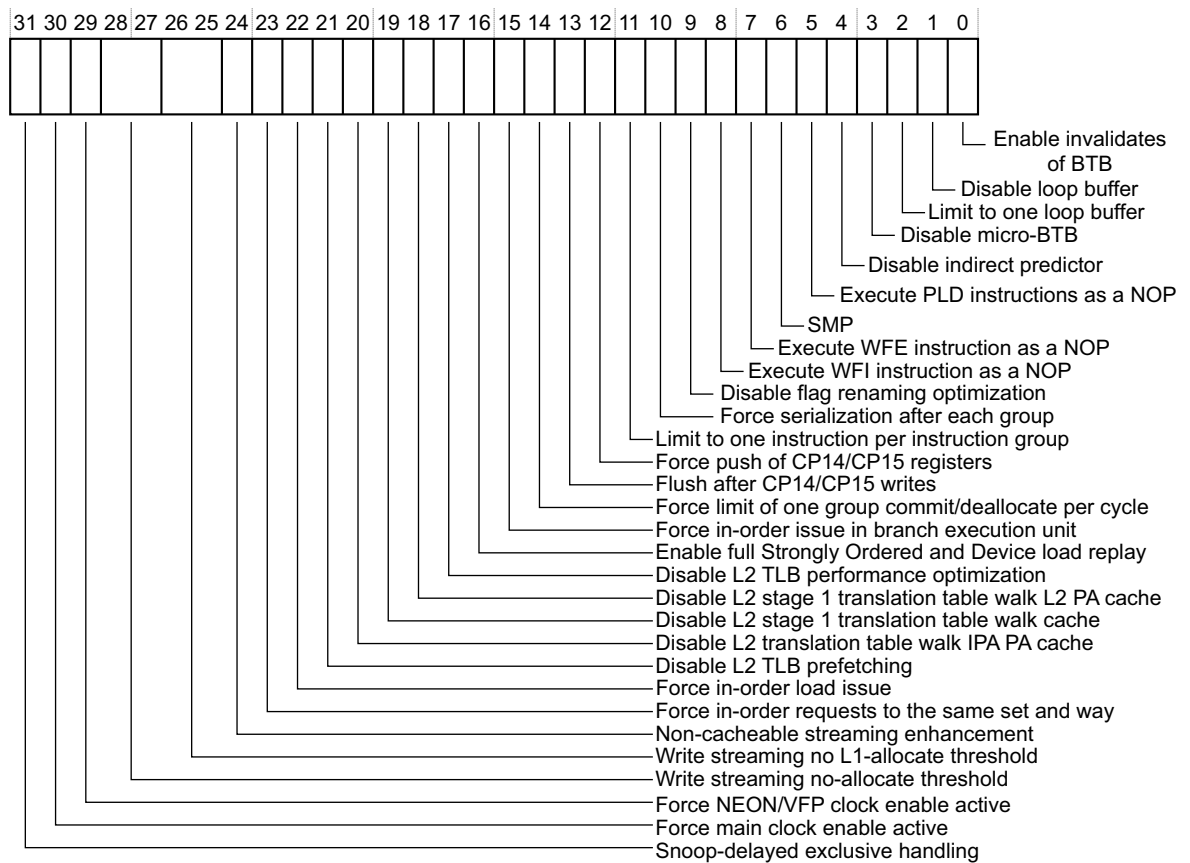 31 30 29 28 27 26 25 24 23 22 21 20 19 18 17 16 15 14 13 12 11 10 9 8 7 6 5 4 3 2 1 0
Enable invalidates
of BTB
Disable loop buffer
Limit to one loop buffer
Disable micro-BTB
Disable indirect predictor
Execute PLD instructions as a NOP
SMP
Execute WFE instruction as a NOP
Execute WFI instruction as a NOP
Disable flag renaming optimization
Force serialization after each group
Limit to one instruction per instruction group
Force push of CP14/CP15 registers
Flush after CP14/CP15 writes
Force limit of one group commit/deallocate per cycle
Force in-order issue in branch execution unit
Enable full Strongly Ordered and Device load replay
Disable L2 TLB performance optimization
Disable L2 stage 1 translation table walk L2 PA cache
Disable L2 stage 1 translation table walk cache
Disable L2 translation table walk IPA PA cache
Disable L2 TLB prefetching
Force in-order load issue
Force in-order requests to the same set and way
Non-cacheable streaming enhancement
Write streaming no L1-allocate threshold
Write streaming no-allocate threshold
Force NEON/VFP clock enable active
Force main clock enable active
Snoop-delayed exclusive handling